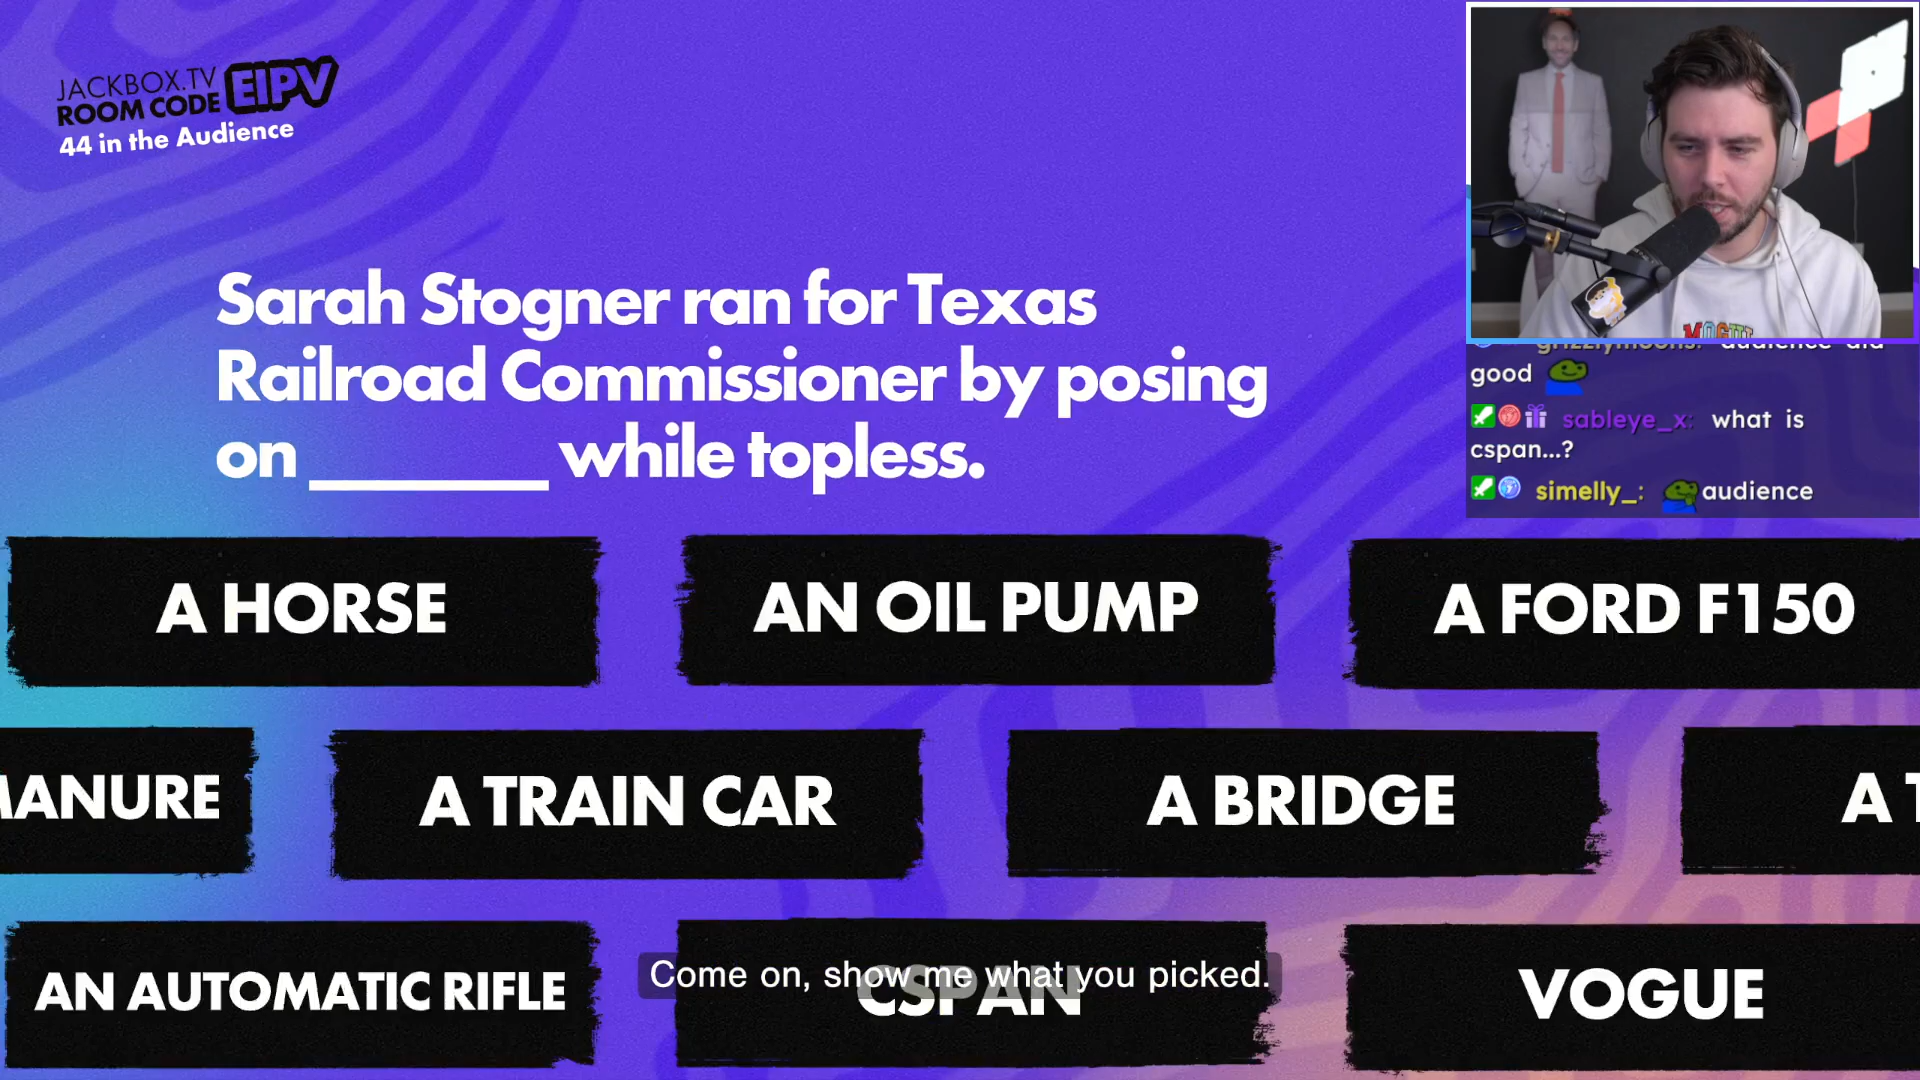 JACKBOX.TV
ROOM CODE EIPV
44 in the Audience
Sarah Stogner ran for Texas
Railroad Commissioner by posing
on ______ while topless.
good
sableye_x: what is
cspan...?
simelly_: audience
A HORSE
AN OIL PUMP
A FORD F150
MANURE
A TRAIN CAR
A BRIDGE
A
AN AUTOMATIC RIFLE
CSPAN
VOGUE
Come on, show me what you picked.